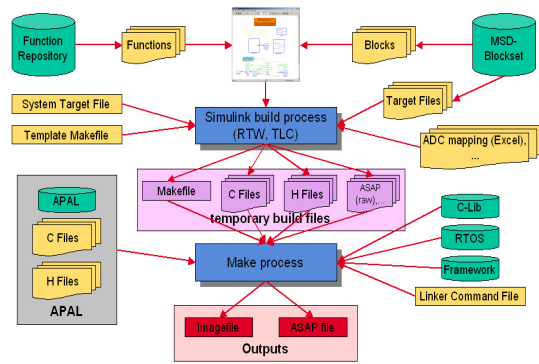 Function
Repository
Functions
Blocks
MSD-
Blockset
System Target File
Template Makefile
Simulink build process
(RTW, TLC)
Target Files
ADC mapping (Excel),
...
Makefile
C Files
H Files
ASAP
(raw),...
temporary build files
APAL
C Files
H Files
APAL
Make process
C-Lib
RTOS
Framework
Linker Command File
Imagefile
ASAP file
Outputs